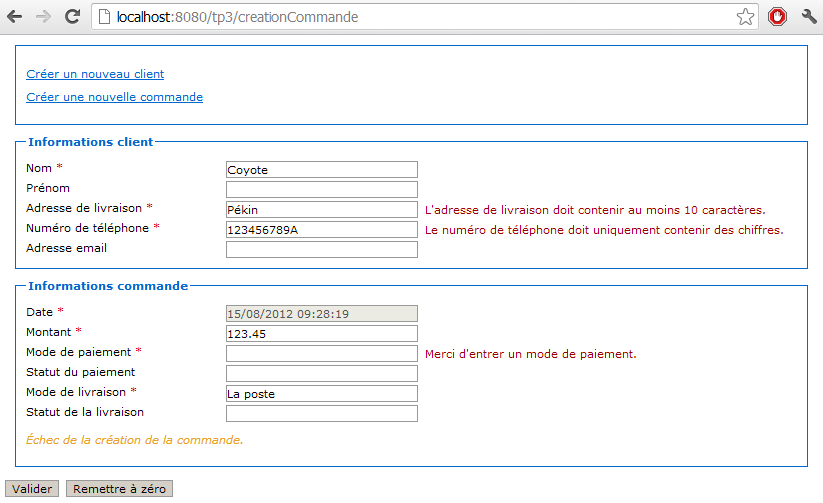 localhost:8080/tp3/creationCommande
Créer un nouveau client
Créer une nouvelle commande
Informations client
Nom * Coyote
Prénom
Adresse de livraison * Pékin L'adresse de livraison doit contenir au moins 10 caractères.
Numéro de téléphone * 123456789A Le numéro de téléphone doit uniquement contenir des chiffres.
Adresse email
Informations commande
Date * 15/08/2012 09:28:19
Montant * 123.45
Mode de paiement * Merci d'entrer un mode de paiement.
Statut du paiement
Mode de livraison * La poste
Statut de la livraison
Échec de la création de la commande.
Valider Remettre à zéro